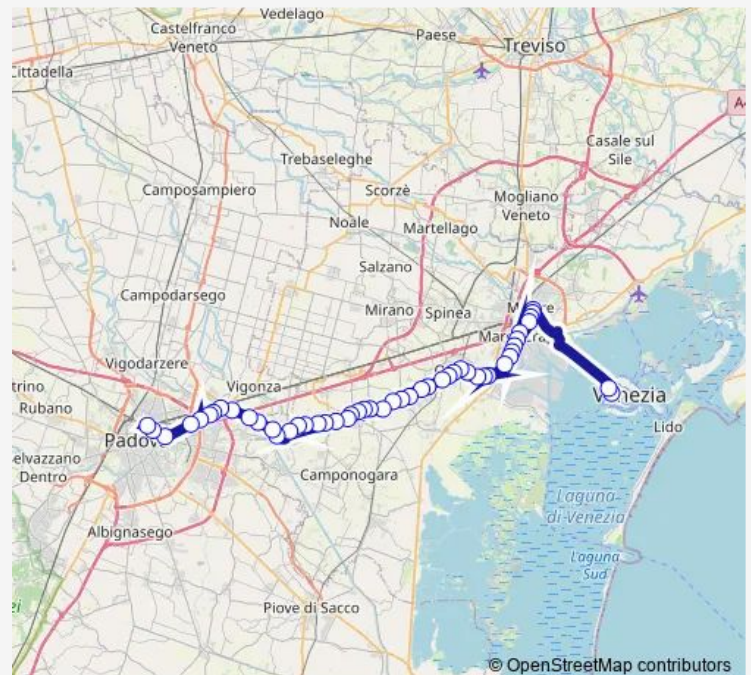 Vedelago
Castelfranco
Veneto
Paese
Treviso
Cittadella
A
Casale sul
Sile
Trebaseleghe
Camposampiero
Scorzè
Mogliano
Veneto
Noale
Martellago
Salzano
Campodarsego
Mirano
Spinea
Vigodarzere
Vigonza
Rubano
Venezia
Lido
Padov
Dentro
Camponogara
Albignasego
Laguna
di Venezia
Laguna
Sud
Piove di Sacco
© OpenStreetMap contributors